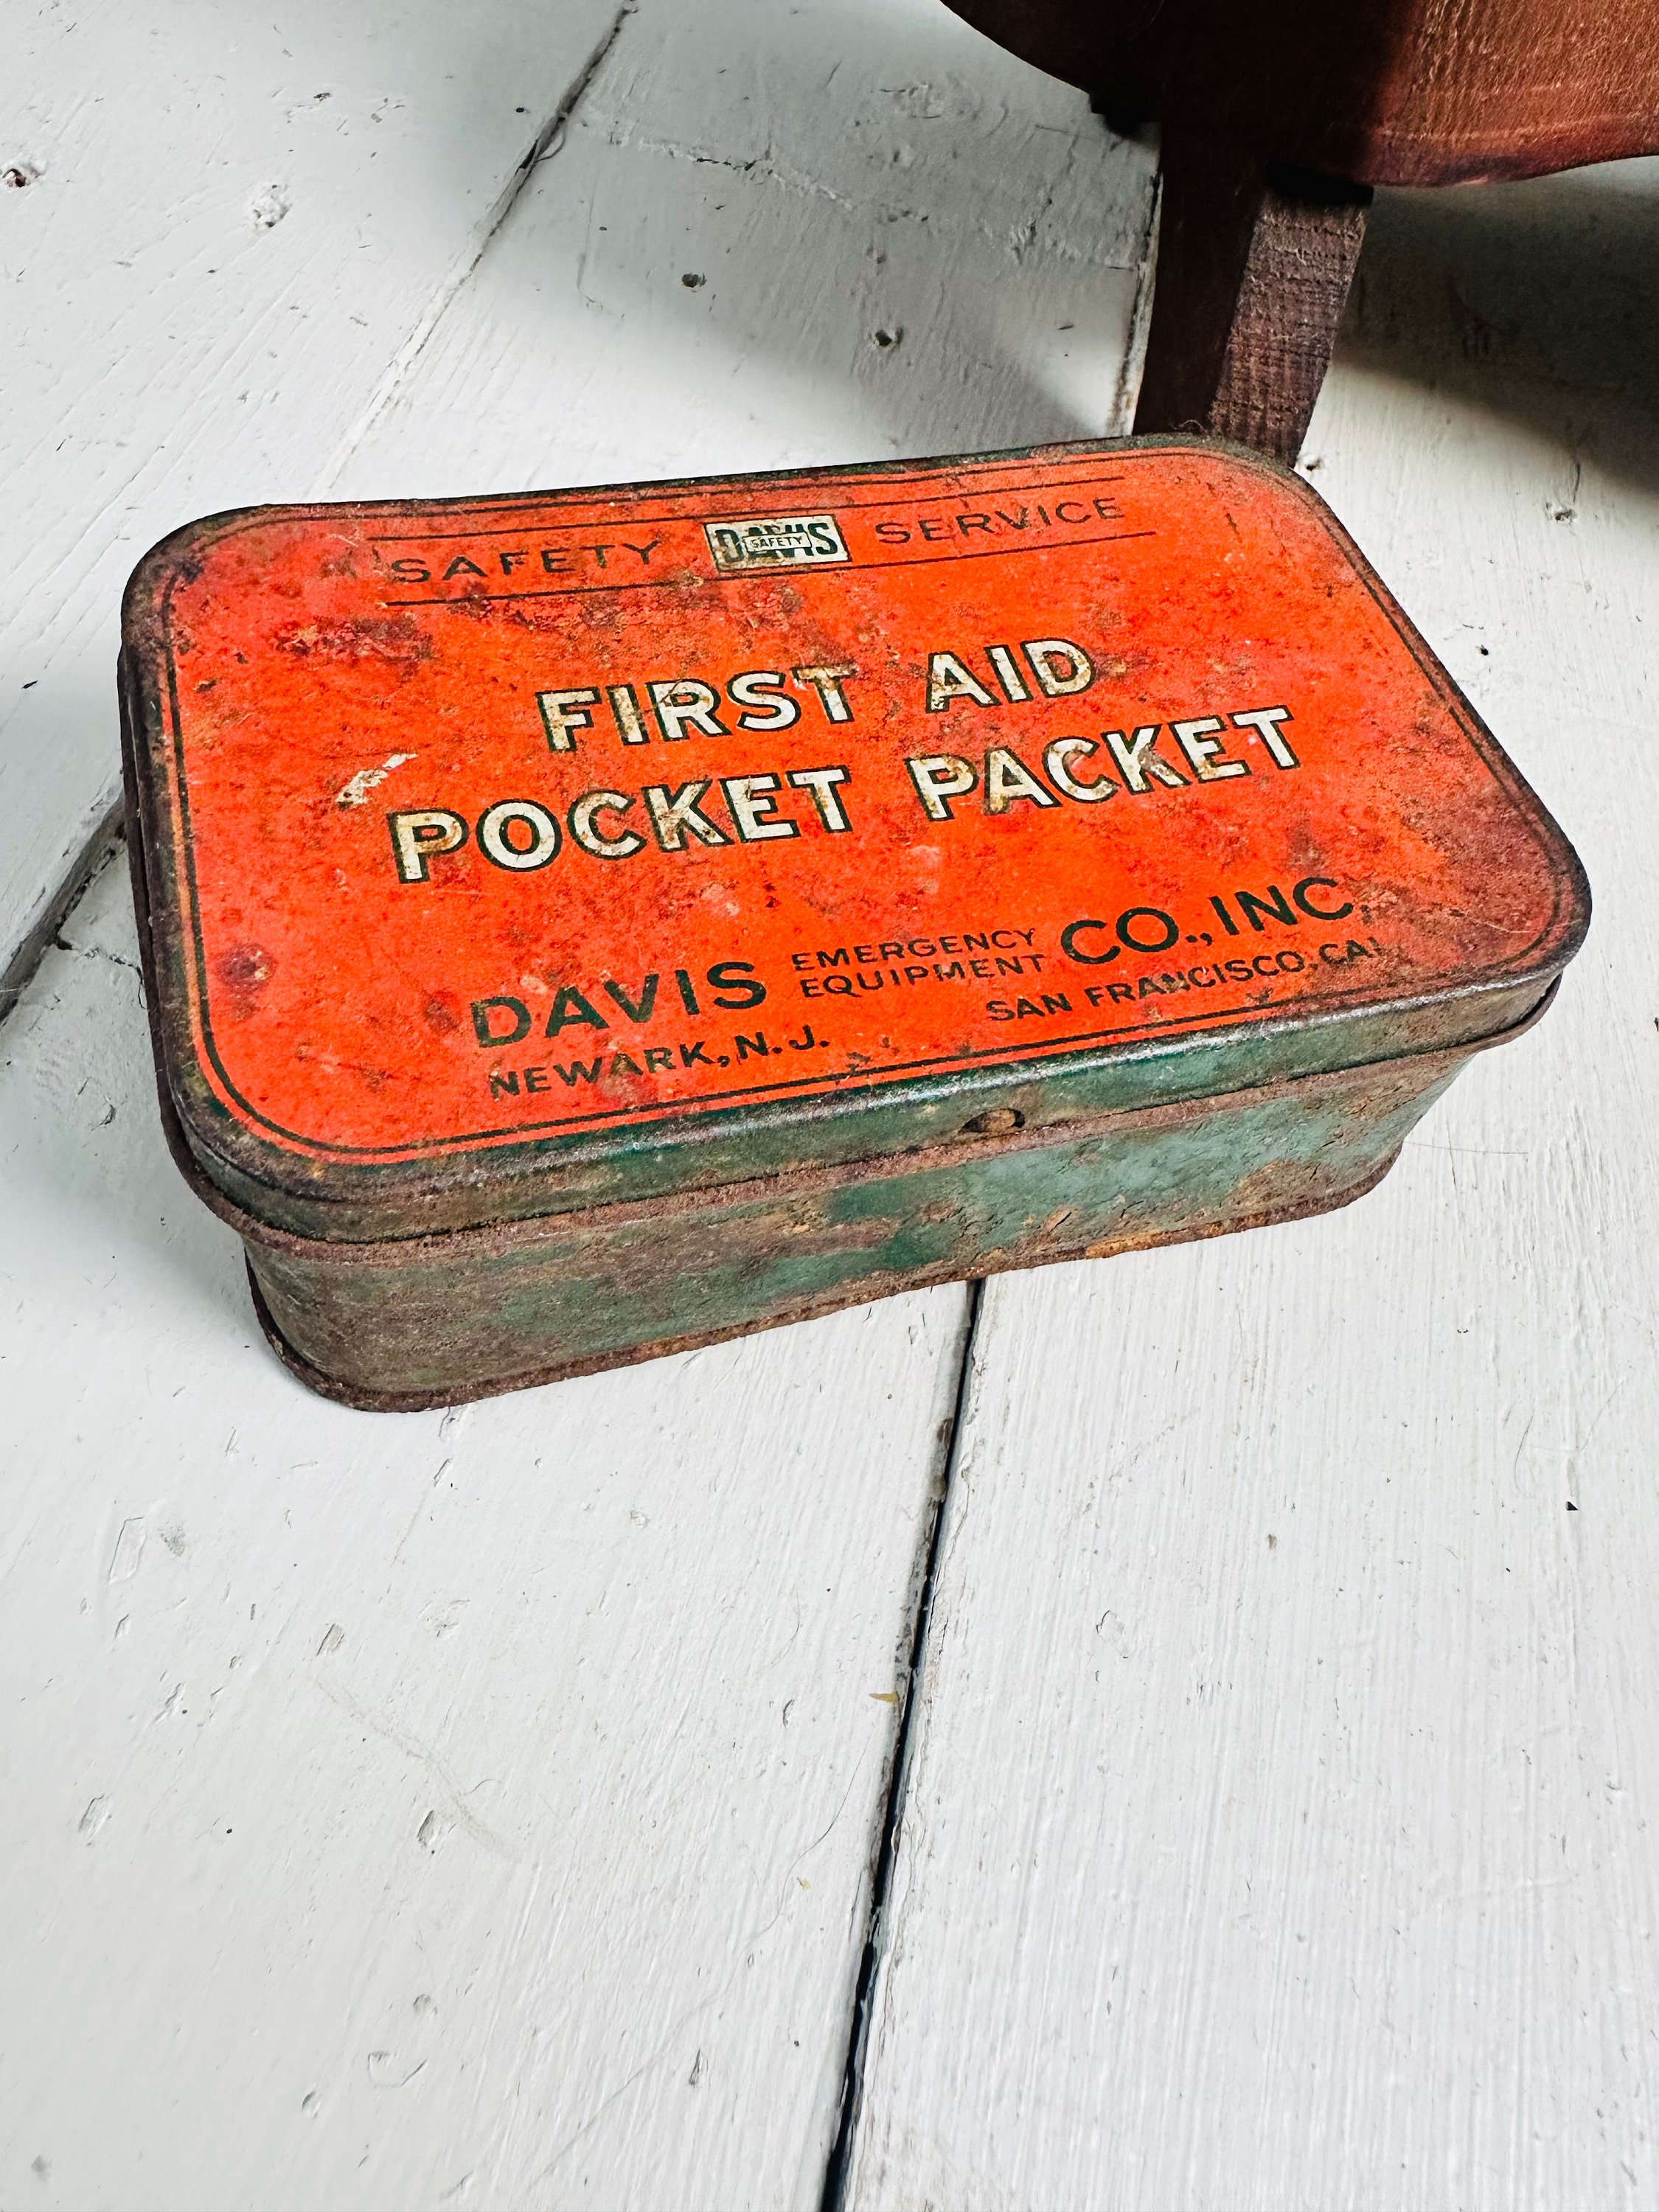 SAFETY DAVIS SAFETY SERVICE
FIRST AID
POCKET PACKET
DAVIS EMERGENCY EQUIPMENT CO., INC.
NEWARK, N. J. SAN FRANCISCO, CAL.